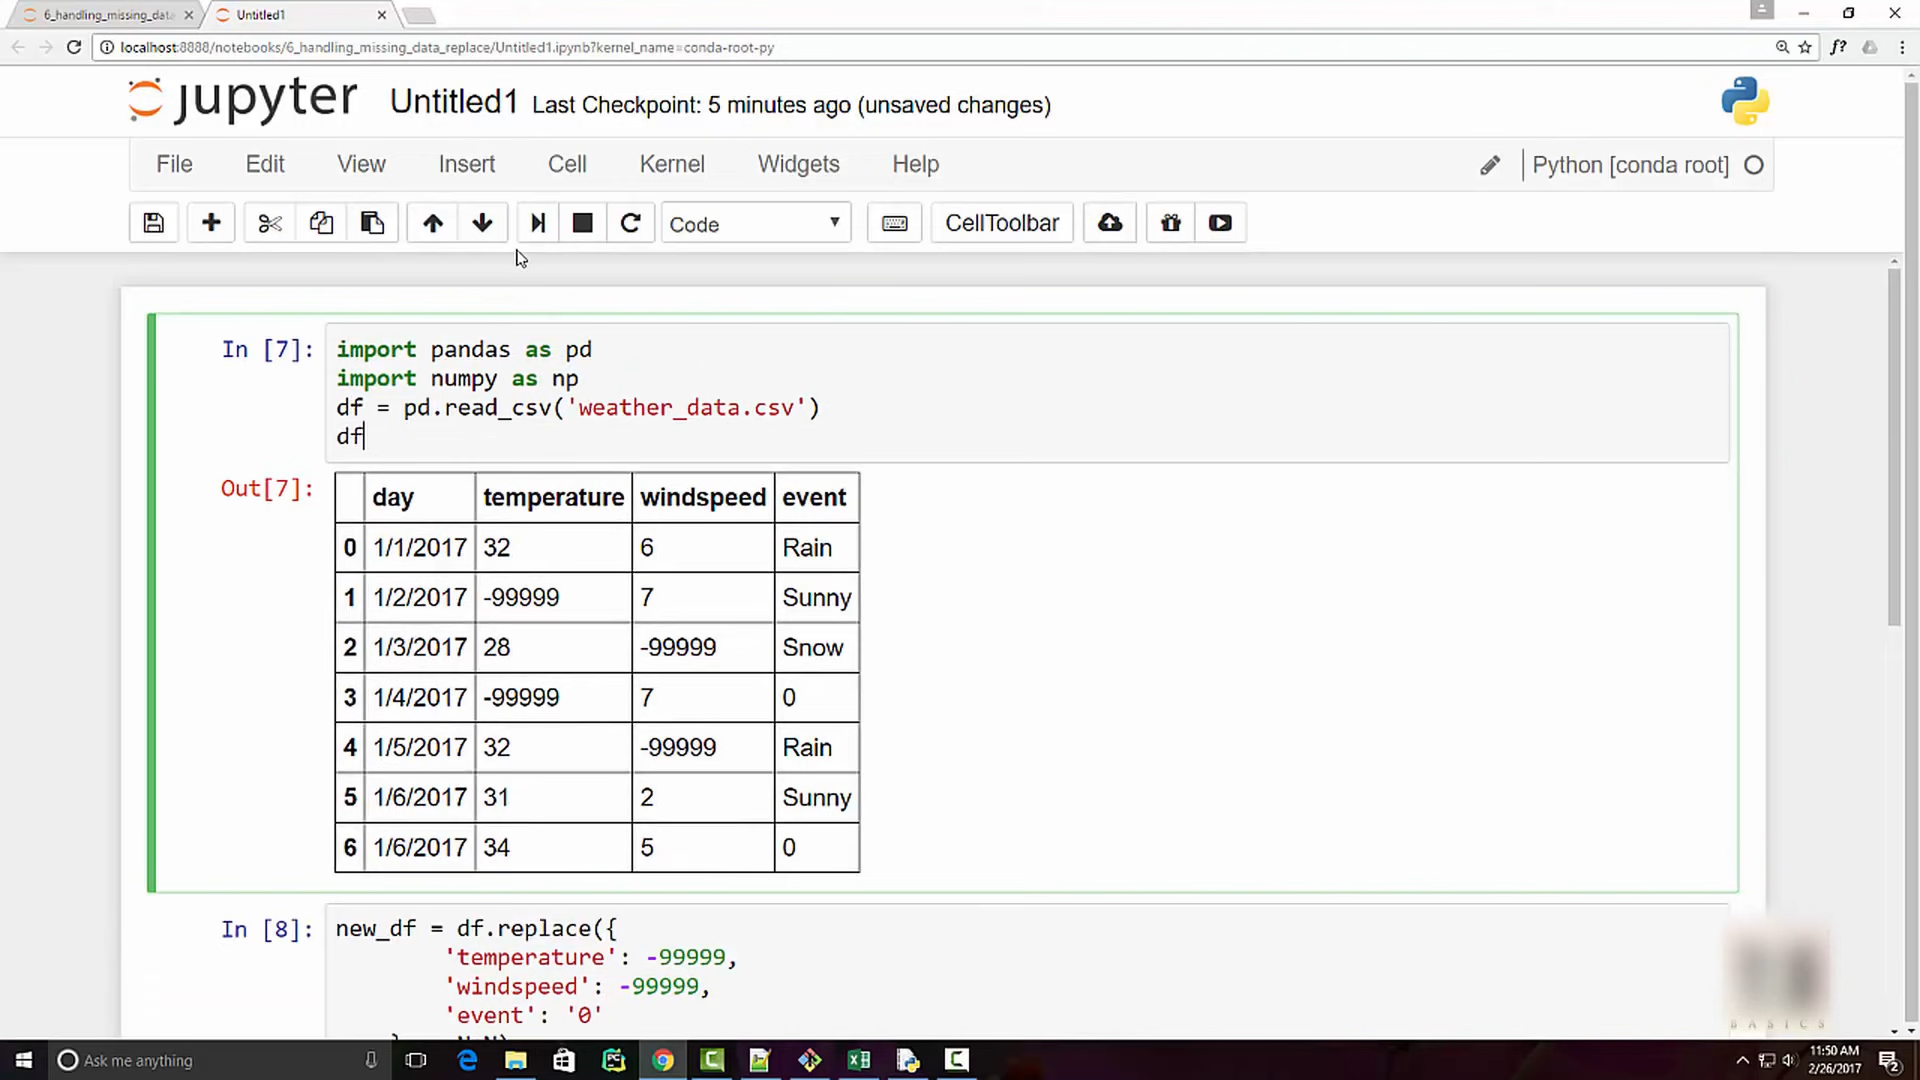 6_handling_missing_data
Untitled1
localhost:8888/notebooks/6_handling_missing_data_replace/Untitled1.ipynb?kernel_name=conda-root-py
f?
jupyter Untitled1 Last Checkpoint: 5 minutes ago (unsaved changes)
File Edit View Insert Cell Kernel Widgets Help Python [conda root]
Code CellToolbar
In [7]: import pandas as pd
import numpy as np
df = pd.read_csv('weather_data.csv')
df
Out[7]: day temperature windspeed event
0 1/1/2017 32 6 Rain
1 1/2/2017 -99999 7 Sunny
2 1/3/2017 28 -99999 Snow
3 1/4/2017 -99999 7 0
4 1/5/2017 32 -99999 Rain
5 1/6/2017 31 2 Sunny
6 1/6/2017 34 5 0
In [8]: new_df = df.replace({
'temperature': -99999,
'windspeed': -99999,
'event': '0'
BASICS
Ask me anything
11:50 AM
2/26/2017
2